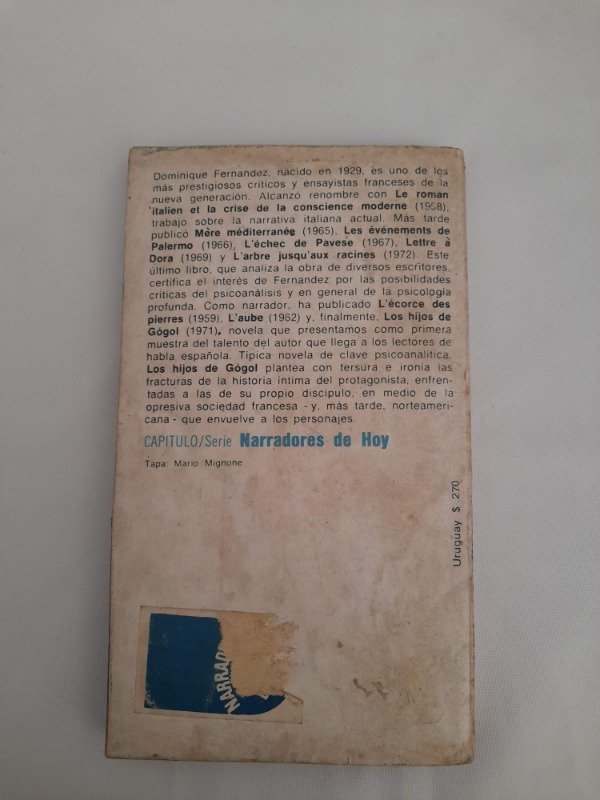 Dominique Fernandez, nacido en 1929, es uno de los
más prestigiosos críticos y ensayistas franceses de la
nueva generación. Alcanzó renombre con Le roman
italien et la crise de la conscience moderne (1958),
trabajo sobre la narrativa italiana actual. Más tarde
publicó Mère méditerranée (1965), Les événements de
Palermo (1966), L'échec de Pavese (1967), Lettre à
Dora (1969) y L'arbre jusqu'aux racines (1972). Este
último libro, que analiza la obra de diversos escritores,
certifica el interés de Fernandez por las posibilidades
críticas del psicoanálisis y en general de la psicología
profunda. Como narrador, ha publicado L'écorce des
pierres (1959), L'aube (1962) y, finalmente, Los hijos de
Gógol (1971), novela que presentamos como primera
muestra del talento del autor que llega a los lectores de
habla española. Típica novela de clave psicoanalítica,
Los hijos de Gógol plantea con tersura e ironía las
fracturas de la historia íntima del protagonista, enfren-
tadas a las de su propio discípulo, en medio de la
opresiva sociedad francesa - y, más tarde, norteameri-
cana - que envuelve a los personajes.
CAPITULO/Serie Narradores de Hoy
Tapa: Mario Mignone
Uruguay $ 270
NARRAD